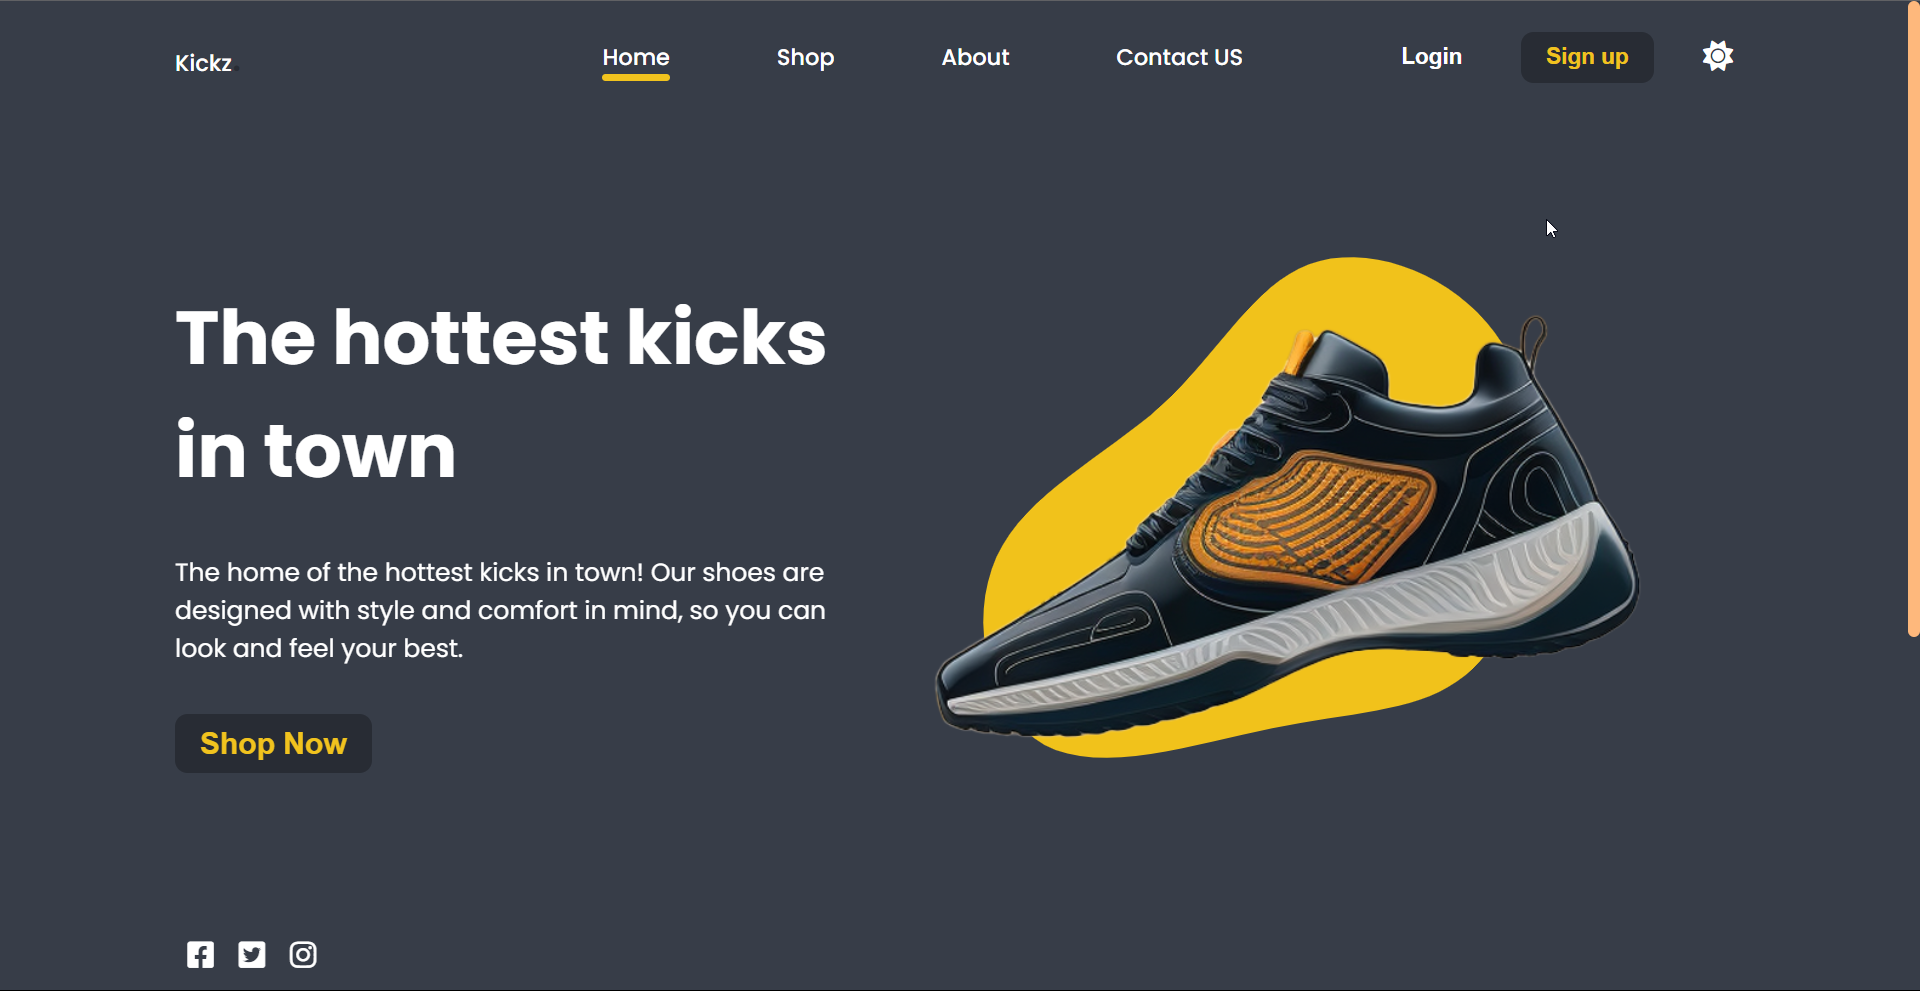 Kickz
Home
Shop
About
Contact US
Login
Sign up
The hottest kicks
in town
The home of the hottest kicks in town! Our shoes are
designed with style and comfort in mind, so you can
look and feel your best.
Shop Now